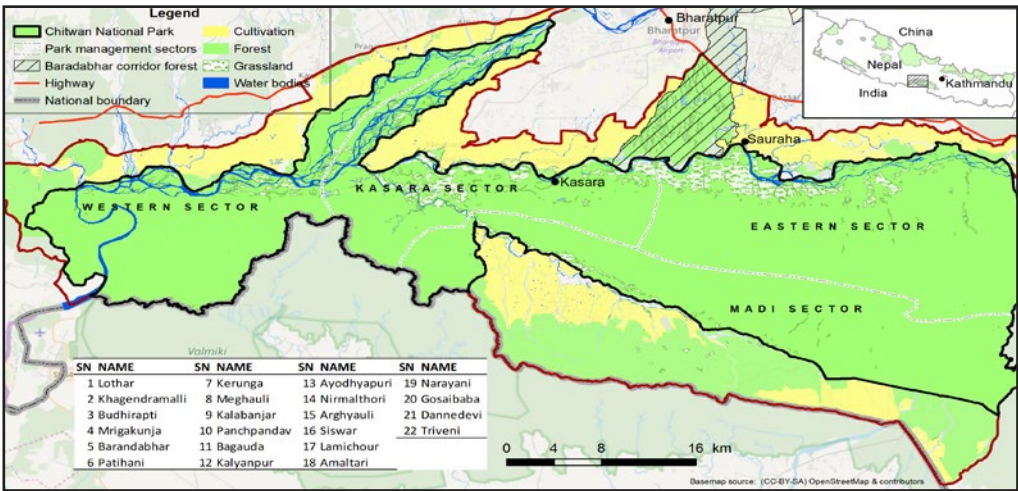 Legend
Chitwan National Park
Park management sectors
Baradabhar corridor forest
Highway
National boundary
Cultivation
Forest
Grassland
Water bodies
Bharatpur
Bharatpur
Airport
China
Nepal
India
Kathmandu
Sauraha
Kasara
WESTERN SECTOR
KASARA SECTOR
EASTERN SECTOR
MADI SECTOR
Valmiki
SN NAME SN NAME SN NAME SN NAME
1 Lothar 7 Kerunga 13 Ayodhyapuri 19 Narayani
2 Khagendramalli 8 Meghauli 14 Nirmalthori 20 Gosaibaba
3 Budhirapti 9 Kalabanjar 15 Arghyauli 21 Dannedevi
4 Mrigakunja 10 Panchpandav 16 Siswar 22 Triveni
5 Barandabhar 11 Bagauda 17 Lamichour
6 Patihani 12 Kalyanpur 18 Amaltari
0 4 8 16 km
Basemap source: (CC-BY-SA) OpenStreetMap & contributors